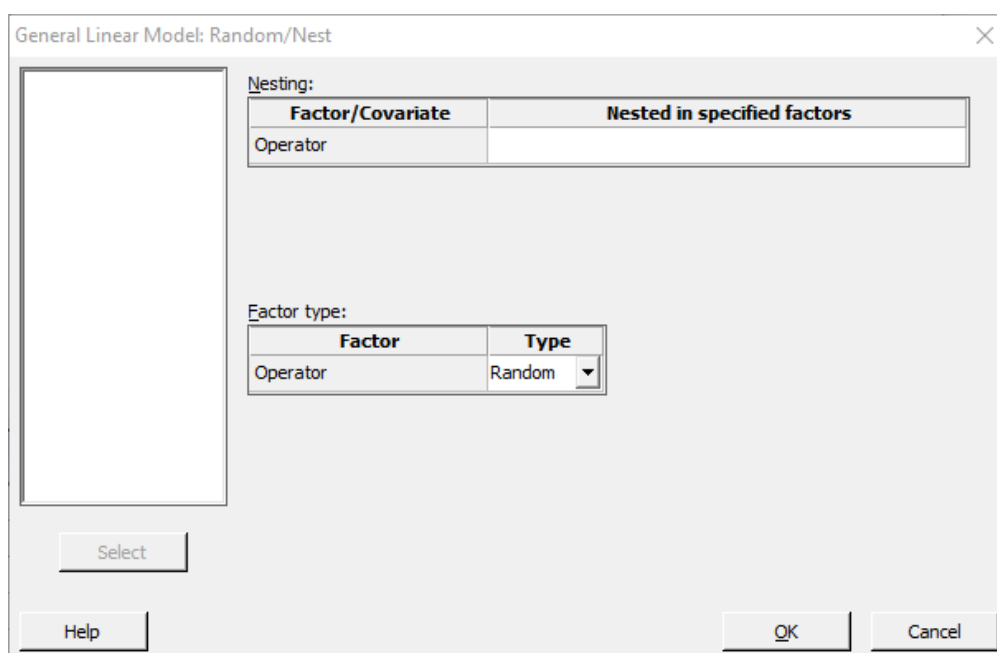 General Linear Model: Random/Nest
Nesting:
Factor/Covariate Nested in specified factors
Operator
Factor type:
Factor Type
Operator Random
Select
Help OK Cancel